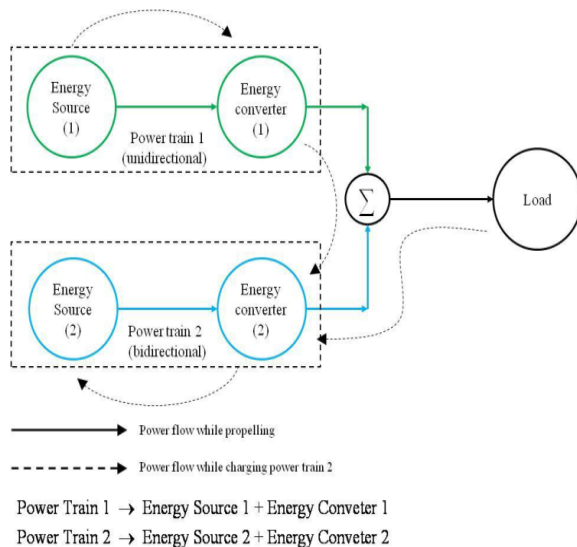 Energy
Source
(1)
Energy
converter
(1)
Power train 1
(unidirectional)
Σ
Load
Energy
Source
(2)
Energy
converter
(2)
Power train 2
(bidirectional)
Power flow while propelling
Power flow while charging power train 2
Power Train 1 → Energy Source 1 + Energy Conveter 1
Power Train 2 → Energy Source 2 + Energy Conveter 2